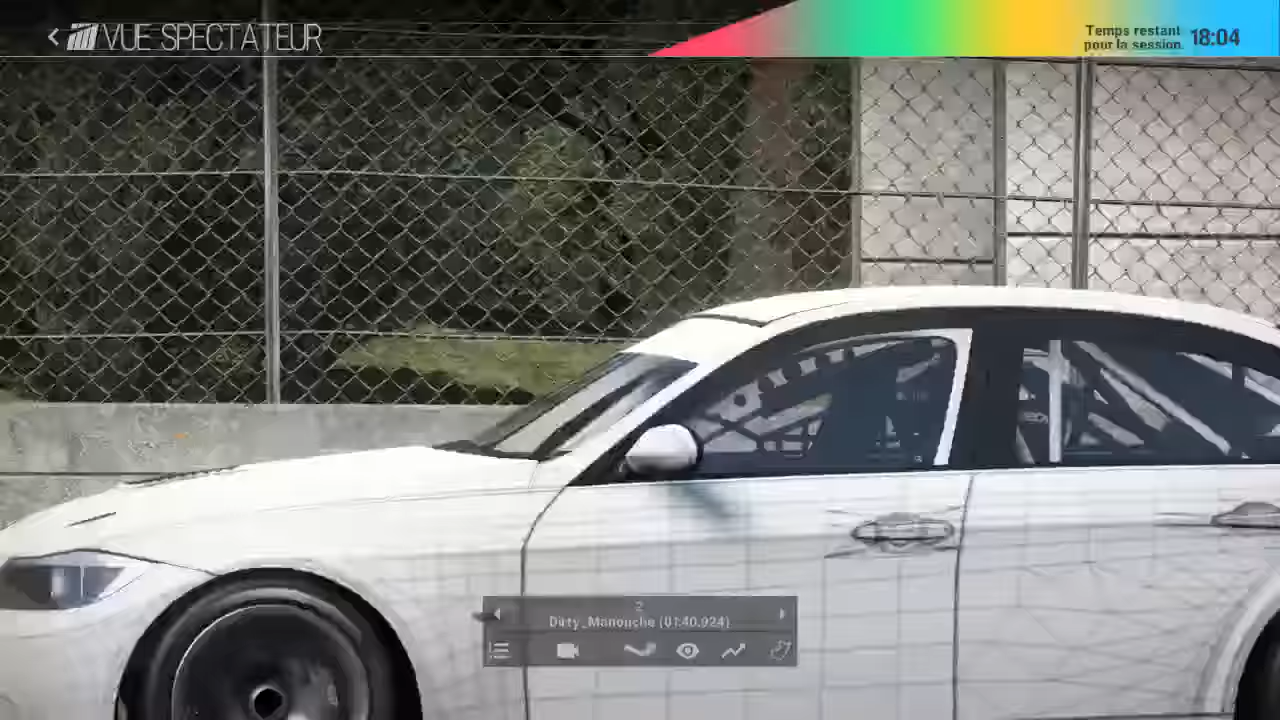 VUE SPECTATEUR
Temps restant
pour la session.
18:04
2
Dirty_Manouche (01:40.924)